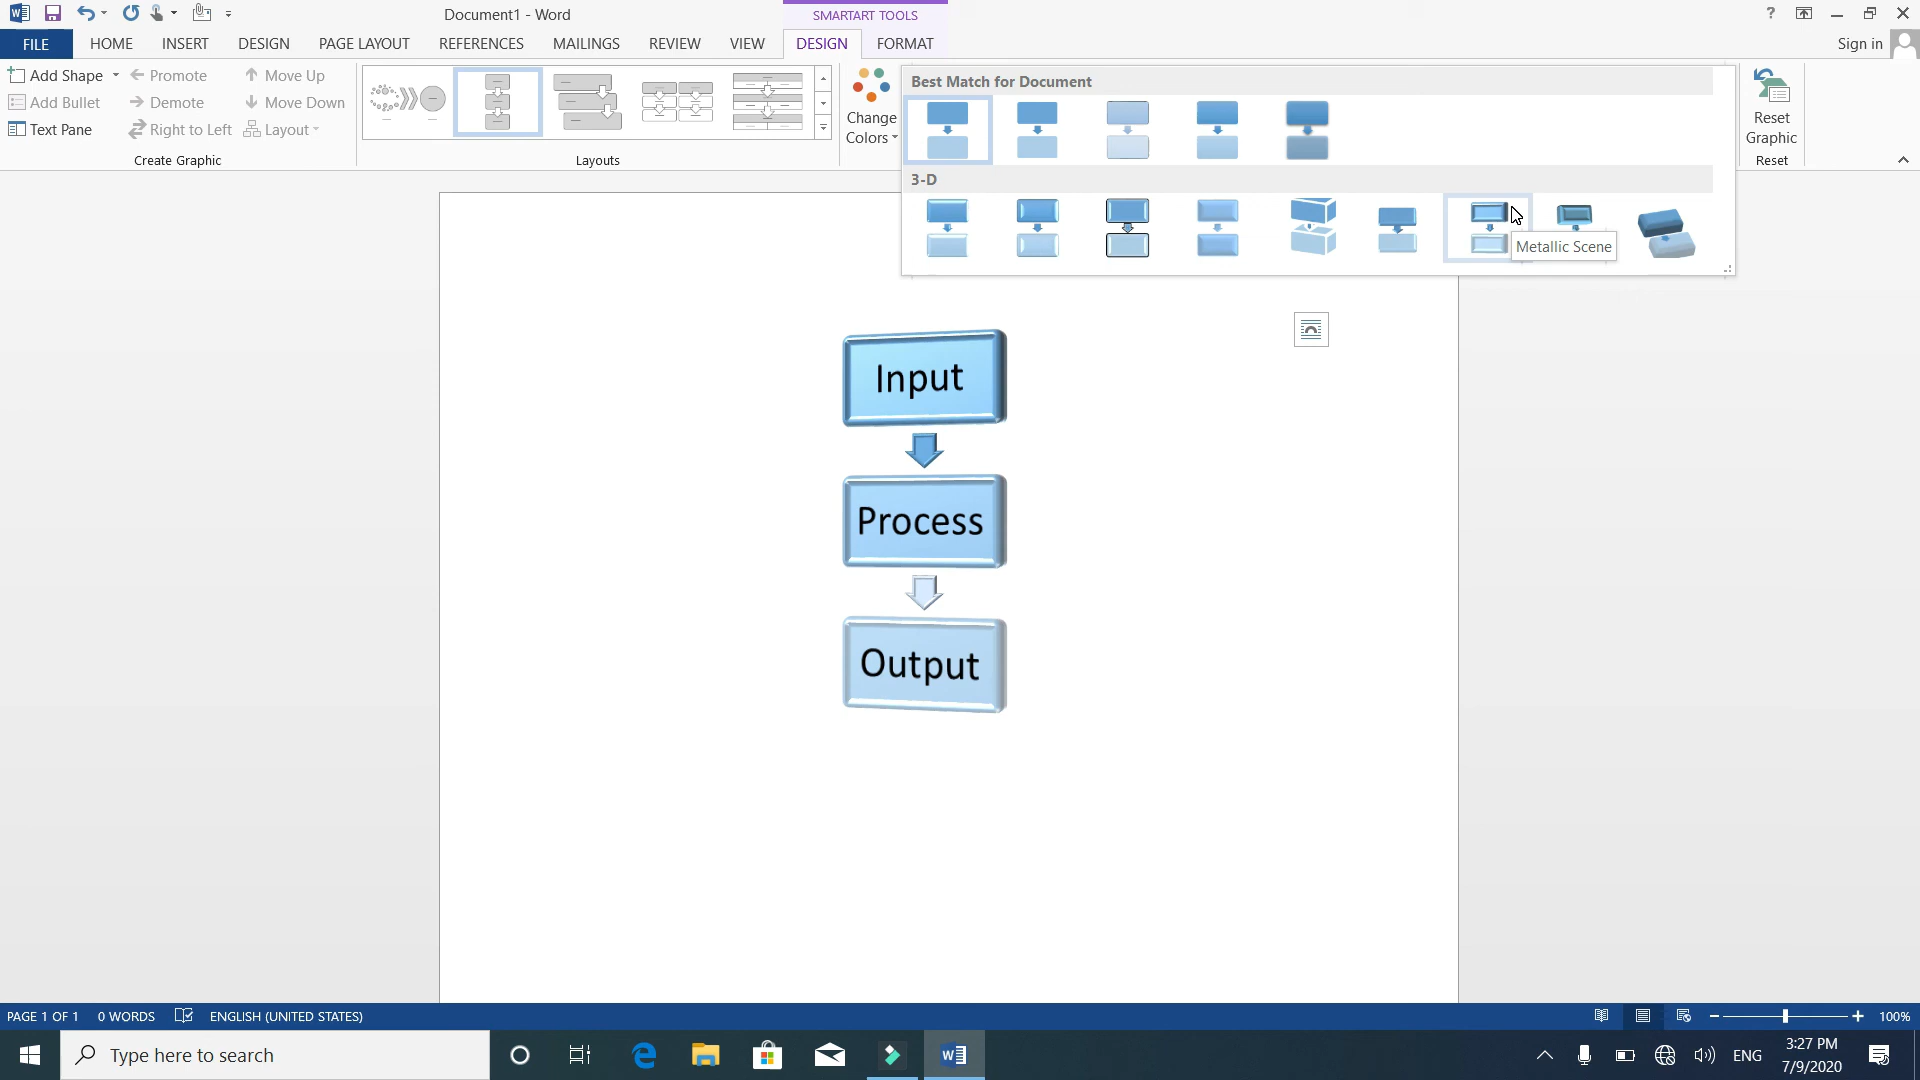 Document1 - Word
SMARTART TOOLS
?
FILE
HOME
INSERT
DESIGN
PAGE LAYOUT
REFERENCES
MAILINGS
REVIEW
VIEW
DESIGN
FORMAT
Sign in
Add Shape
Promote
Move Up
Add Bullet
Demote
Move Down
Text Pane
Right to Left
Layout
Create Graphic
Layouts
Change
Colors
Best Match for Document
3-D
Metallic Scene
Reset
Graphic
Reset
Input
Process
Output
PAGE 1 OF 1
0 WORDS
ENGLISH (UNITED STATES)
100%
Type here to search
ENG
3:27 PM
7/9/2020